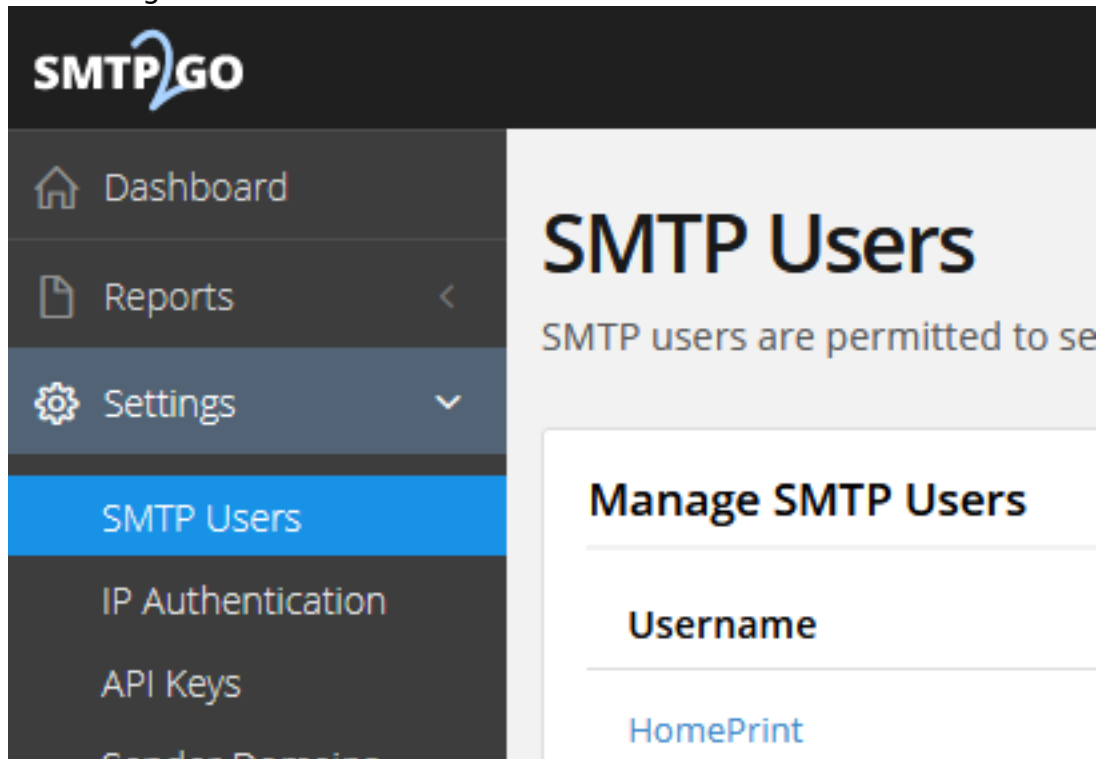 SMTP2GO
Dashboard
Reports
Settings
SMTP Users
IP Authentication
API Keys
SMTP Users
SMTP users are permitted to se
Manage SMTP Users
Username
HomePrint